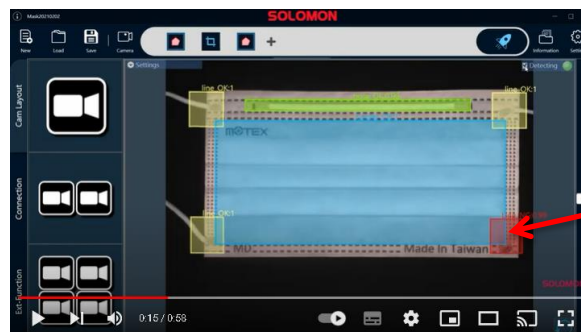 Mask20210202
SOLOMON
New
Load
Save
Camera
Information
Settings
Detecting
Cam Layout
Connection
Ext-Function
line_OK:1
line_OK:1
MOTEX
line_OK:1
MD
Made In Taiwan
SOLOMON
0:15 / 0:58